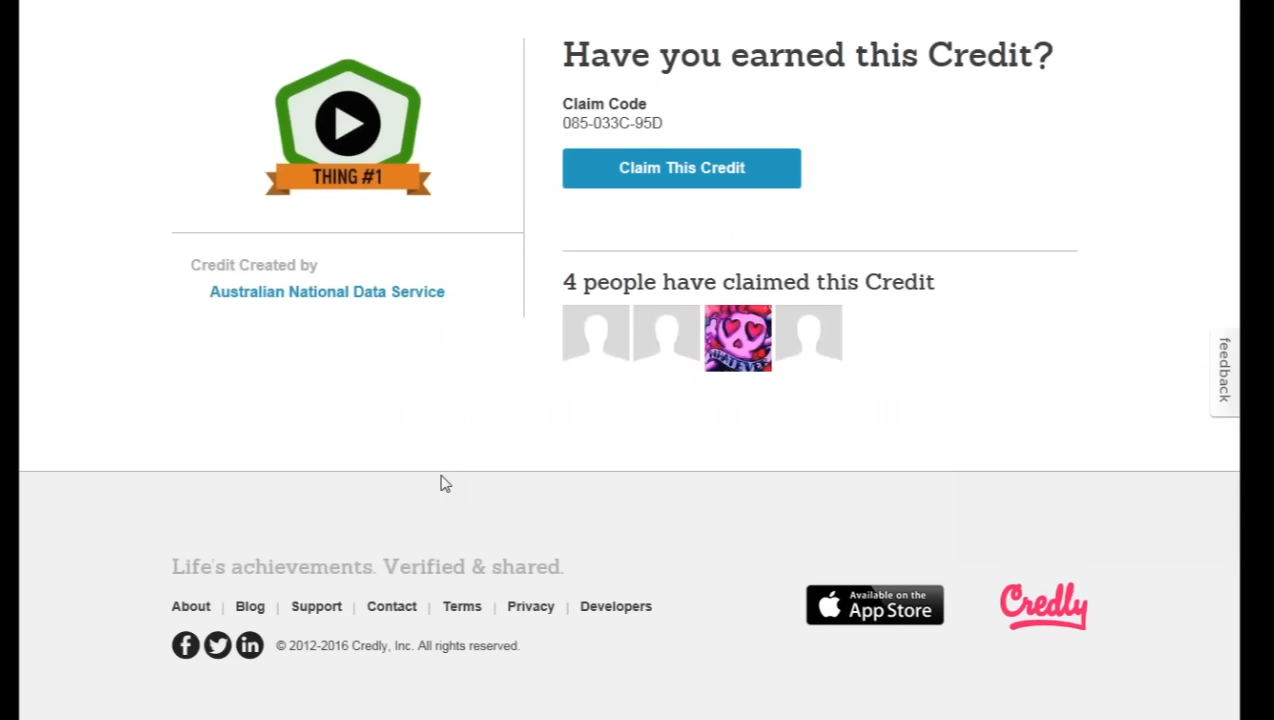 Have you earned this Credit?
Claim Code
085-033C-95D
Claim This Credit
THING #1
Credit Created by
Australian National Data Service
4 people have claimed this Credit
WHATEVER
feedback
Life's achievements. Verified & shared.
About | Blog | Support | Contact | Terms | Privacy | Developers
© 2012-2016 Credly, Inc. All rights reserved.
Available on the
App Store
Credly